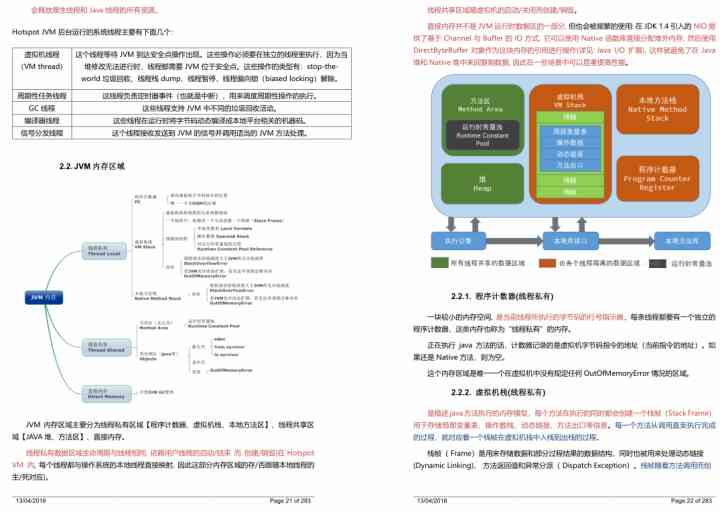 会释放原生线程和 Java 线程的所有资源。
Hotspot JVM 后台运行的系统线程主要有下面几个：
虚拟机线程
（VM thread）
这个线程等待 JVM 到达安全点操作出现。这些操作必须要在独立的线程里执行，因为当
堆修改无法进行时，线程都需要 JVM 位于安全点。这些操作的类型有：stop-the-
world 垃圾回收、线程栈 dump、线程暂停、线程偏向锁（biased locking）解除。
周期性任务线程
这线程负责定时器事件（也就是中断），用来调度周期性操作的执行。
GC 线程
这些线程支持 JVM 中不同的垃圾回收活动。
编译器线程
这些线程在运行时将字节码动态编译成本地平台相关的机器码。
信号分发线程
这个线程接收发送到 JVM 的信号并调用适当的 JVM 方法处理。
2.2. JVM 内存区域
JVM 内存
线程私有
Thread Local
程序计数器
PC
虚拟机栈
VM Stack
本地方法栈
Native Method Stack
StackOverflowError
OutOfMemoryError
线程共享
Thread Shared
Method Area
运行时常量池
Runtime Constant Pool
Objects
eden
from survivor
to survivor
OutOfMemoryError
直接内存
Direct Memory
JVM 内存区域主要分为线程私有区域【程序计数器、虚拟机栈、本地方法区】、线程共享区
域【JAVA 堆、方法区】、直接内存。
线程私有数据区域生命周期与线程相同, 依赖用户线程的启动/结束 而 创建/销毁(在 Hotspot
VM 内, 每个线程都与操作系统的本地线程直接映射, 因此这部分内存区域的存/否跟随本地线程的
生/死对应)。
13/04/2018
Page 21 of 283
线程共享区域随虚拟机的启动/关闭而创建/销毁。
直接内存并不是 JVM 运行时数据区的一部分, 但也会被频繁的使用: 在 JDK 1.4 引入的 NIO 提
供了基于 Channel 与 Buffer 的 IO 方式, 它可以使用 Native 函数库直接分配堆外内存, 然后使用
DirectByteBuffer 对象作为这块内存的引用进行操作(详见: Java I/O 扩展), 这样就避免了在 Java
堆和 Native 堆中来回复制数据, 因此在一些场景中可以显著提高性能。
方法区
Method Area
运行时常量池
Runtime Constant
Pool
堆
Heap
虚拟机栈
VM Stack
栈帧
局部变量表
操作数栈
动态链接
方法出口
栈帧
栈帧
本地方法栈
Native Method
Stack
程序计数器
Program Counter
Register
执行引擎
本地库接口
本地方法库
所有线程共享的数据区域
由各个线程隔离的数据区域
运行时常量池
2.2.1. 程序计数器(线程私有)
一块较小的内存空间, 是当前线程所执行的字节码的行号指示器，每条线程都要有一个独立的
程序计数器，这类内存也称为“线程私有”的内存。
正在执行 java 方法的话，计数器记录的是虚拟机字节码指令的地址（当前指令的地址）。如
果还是 Native 方法，则为空。
这个内存区域是唯一一个在虚拟机中没有规定任何 OutOfMemoryError 情况的区域。
2.2.2. 虚拟机栈(线程私有)
是描述java方法执行的内存模型，每个方法在执行的同时都会创建一个栈帧（Stack Frame）
用于存储局部变量表、操作数栈、动态链接、方法出口等信息。每一个方法从调用直至执行完成
的过程，就对应着一个栈帧在虚拟机栈中入栈到出栈的过程。
栈帧（ Frame）是用来存储数据和部分过程结果的数据结构，同时也被用来处理动态链接
(Dynamic Linking)、 方法返回值和异常分派（ Dispatch Exception）。栈帧随着方法调用而创
13/04/2018
Page 22 of 283